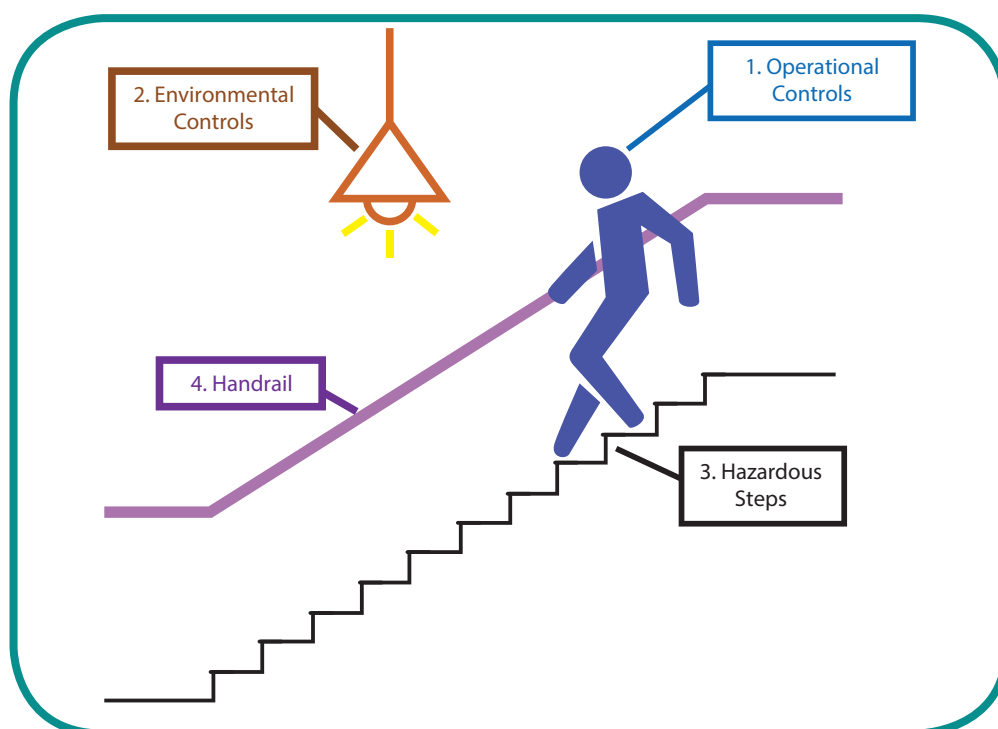 1. Operational
Controls
2. Environmental
Controls
3. Hazardous
Steps
4. Handrail